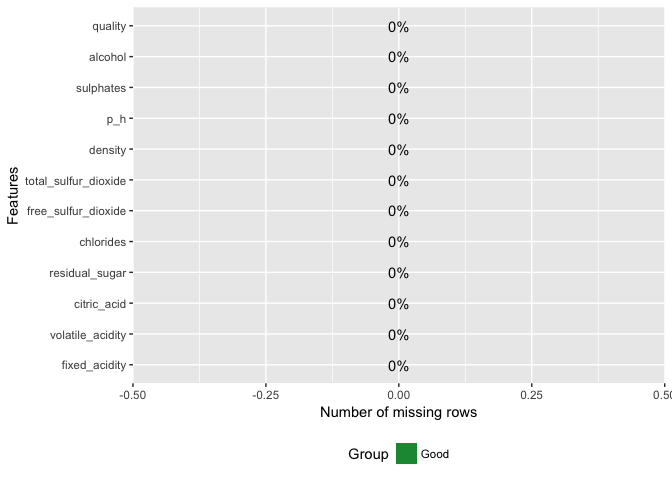 quality 0%
alcohol 0%
sulphates 0%
p_h 0%
density 0%
total_sulfur_dioxide 0%
free_sulfur_dioxide 0%
chlorides 0%
residual_sugar 0%
citric_acid 0%
volatile_acidity 0%
fixed_acidity 0%
Features
-0.50 -0.25 0.00 0.25 0.50
Number of missing rows
Group Good